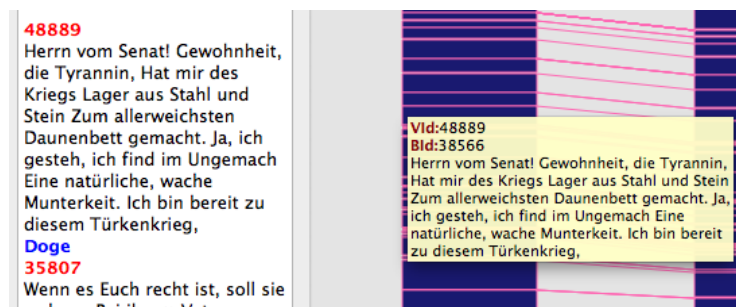 48889
Herrn vom Senat! Gewohnheit,
die Tyrannin, Hat mir des
Kriegs Lager aus Stahl und
Stein Zum allerweichsten
Daunenbett gemacht. Ja, ich
gesteh, ich find im Ungemach
Eine natürliche, wache
Munterkeit. Ich bin bereit zu
diesem Türkenkrieg,
Doge
35807
Wenn es Euch recht ist, soll sie
VId:48889
BId:38566
Herrn vom Senat! Gewohnheit, die Tyrannin,
Hat mir des Kriegs Lager aus Stahl und Stein
Zum allerweichsten Daunenbett gemacht. Ja,
ich gesteh, ich find im Ungemach Eine
natürliche, wache Munterkeit. Ich bin bereit
zu diesem Türkenkrieg,